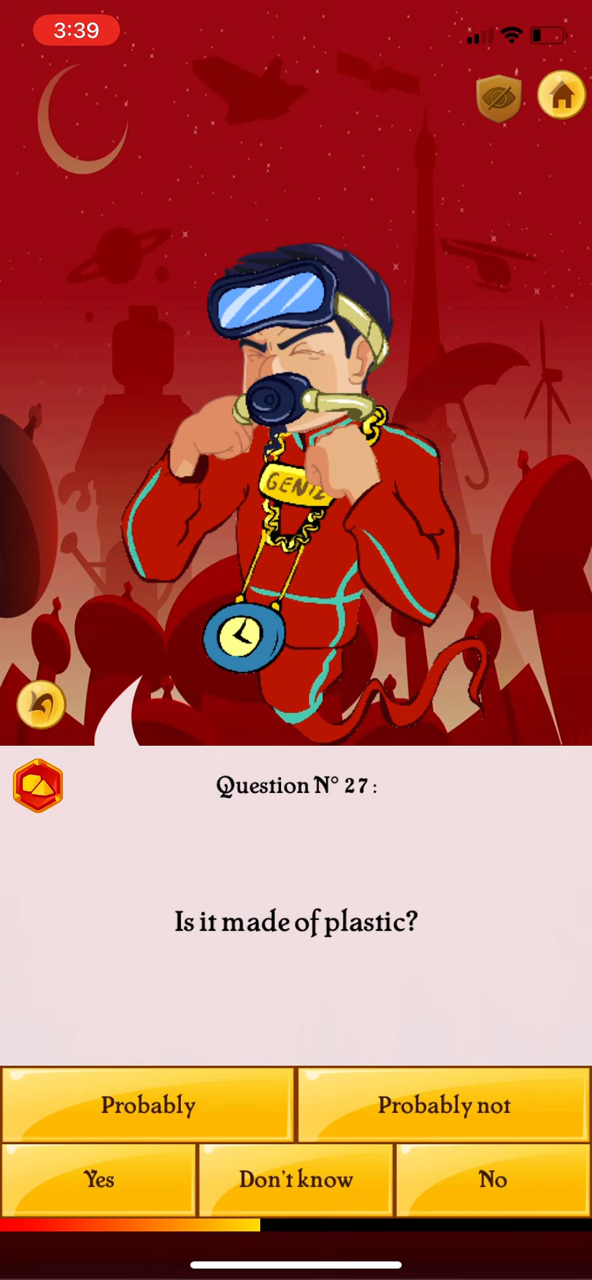 3:39
GENIE
Question N° 27 :
Is it made of plastic?
Probably
Probably not
Yes
Don't know
No